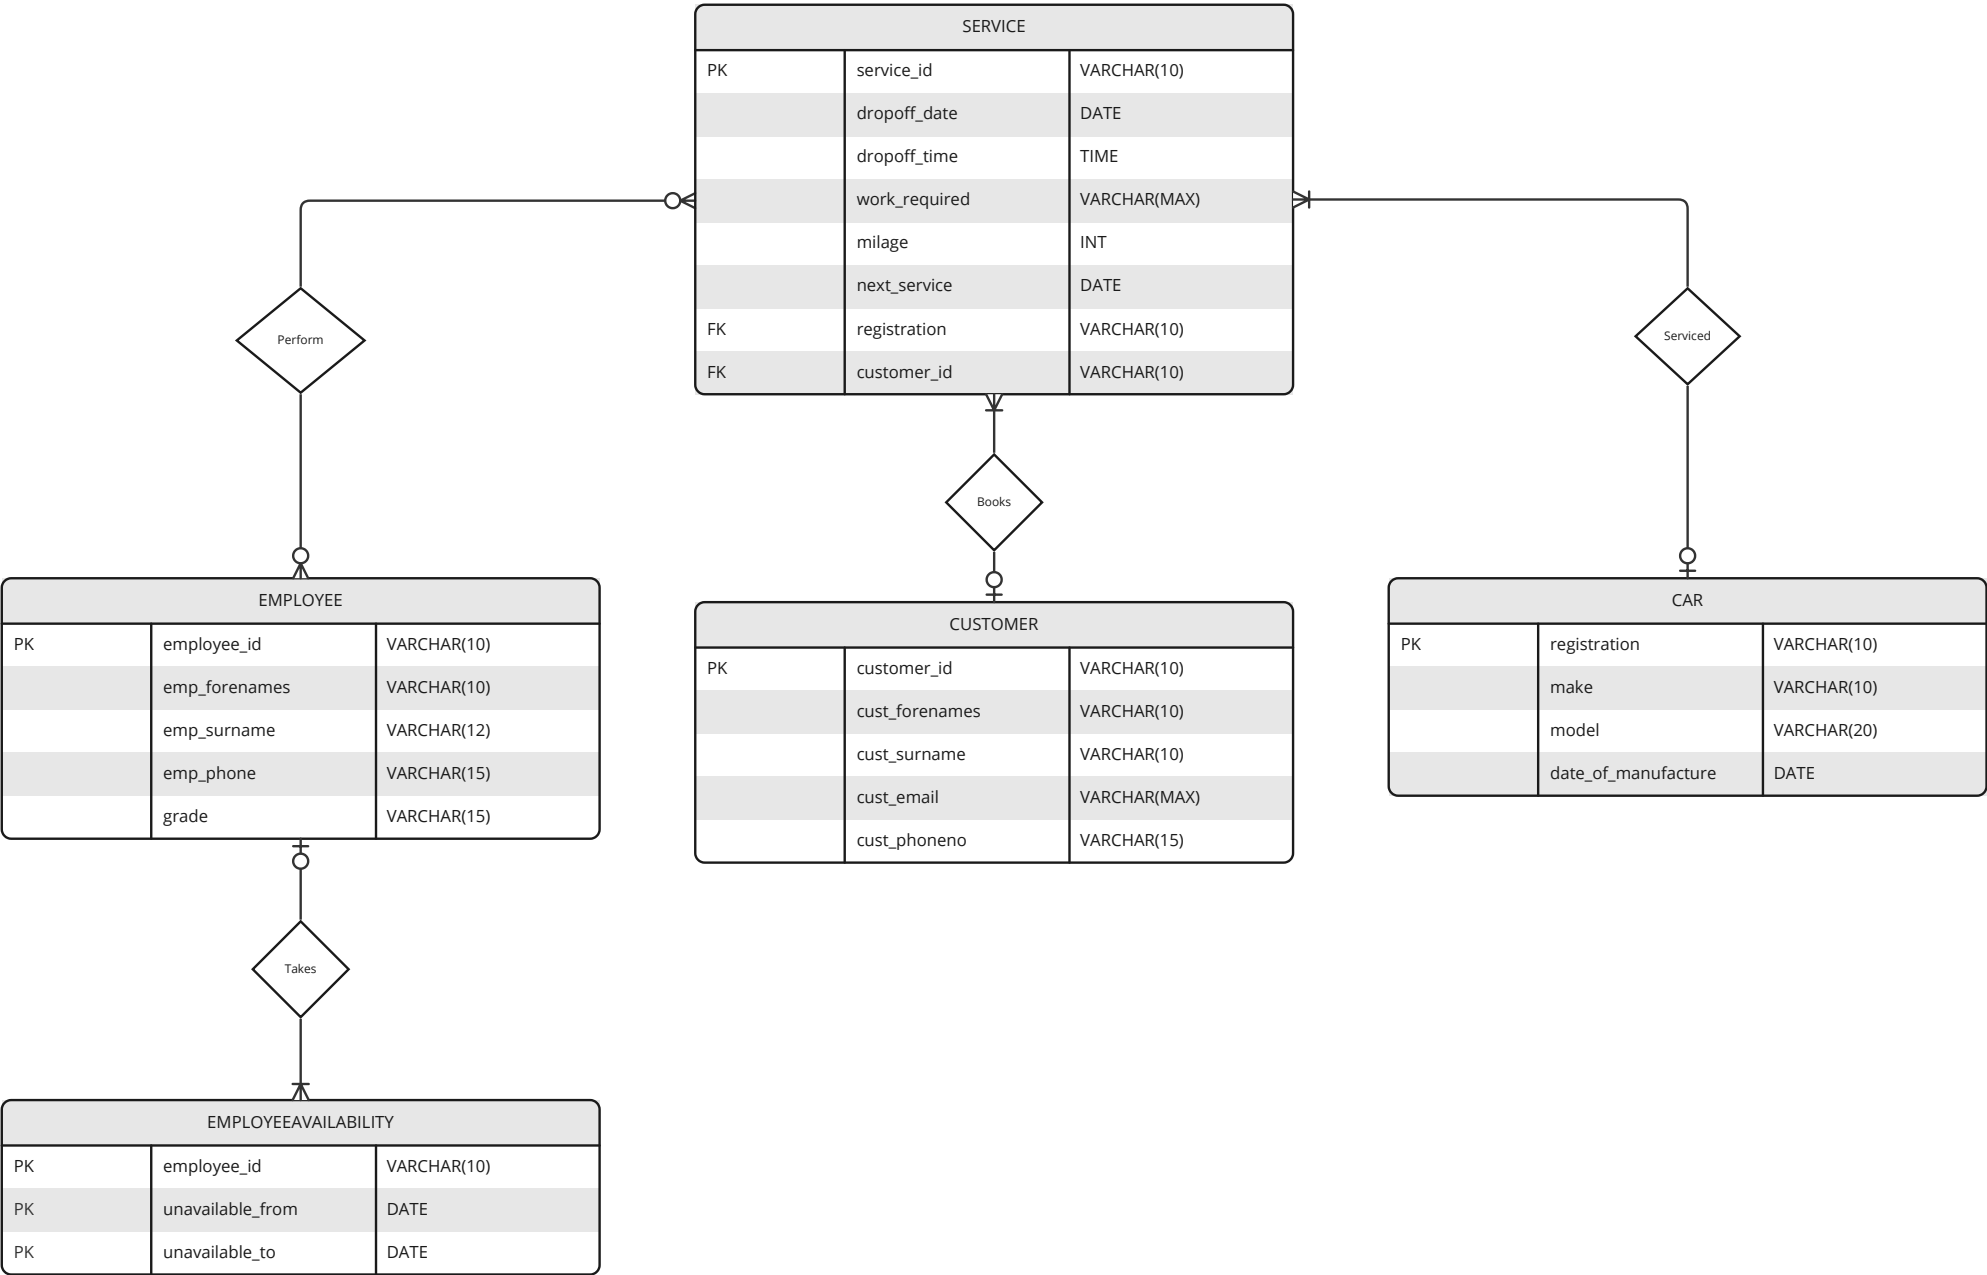 SERVICE
PK service_id VARCHAR(10)
dropoff_date DATE
dropoff_time TIME
work_required VARCHAR(MAX)
milage INT
next_service DATE
FK registration VARCHAR(10)
FK customer_id VARCHAR(10)
Perform
Serviced
Books
EMPLOYEE
PK employee_id VARCHAR(10)
emp_forenames VARCHAR(10)
emp_surname VARCHAR(12)
emp_phone VARCHAR(15)
grade VARCHAR(15)
CUSTOMER
PK customer_id VARCHAR(10)
cust_forenames VARCHAR(10)
cust_surname VARCHAR(10)
cust_email VARCHAR(MAX)
cust_phoneno VARCHAR(15)
CAR
PK registration VARCHAR(10)
make VARCHAR(10)
model VARCHAR(20)
date_of_manufacture DATE
Takes
EMPLOYEEAVAILABILITY
PK employee_id VARCHAR(10)
PK unavailable_from DATE
PK unavailable_to DATE